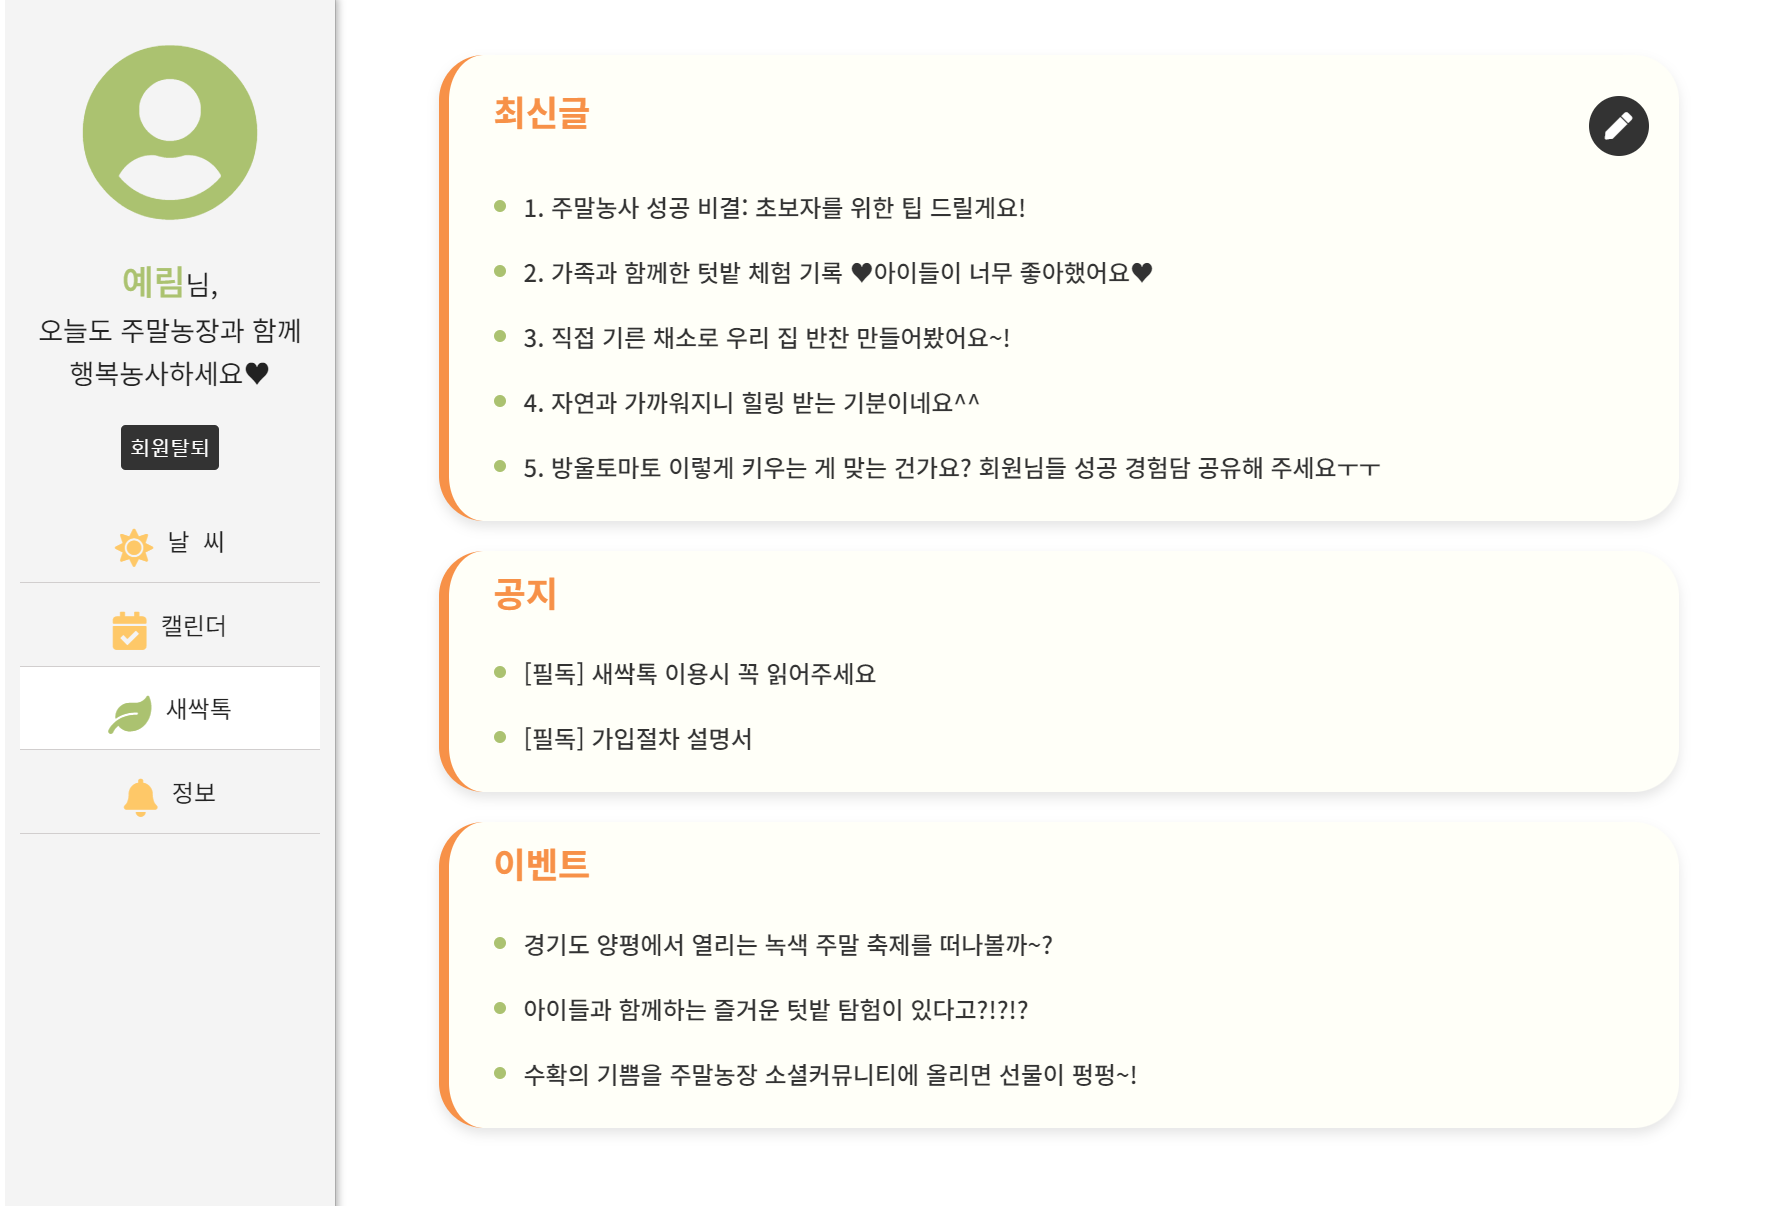 예림님,
오늘도 주말농장과 함께
행복농사하세요♥
회원탈퇴
날 씨
캘린더
새싹톡
정보
최신글
1. 주말농사 성공 비결: 초보자를 위한 팁 드릴게요!
2. 가족과 함께한 텃밭 체험 기록 ♥아이들이 너무 좋아했어요♥
3. 직접 기른 채소로 우리 집 반찬 만들어봤어요~!
4. 자연과 가까워지니 힐링 받는 기분이네요^^
5. 방울토마토 이렇게 키우는 게 맞는 건가요? 회원님들 성공 경험담 공유해 주세요ㅜㅜ
공지
[필독] 새싹톡 이용시 꼭 읽어주세요
[필독] 가입절차 설명서
이벤트
경기도 양평에서 열리는 녹색 주말 축제를 떠나볼까~?
아이들과 함께하는 즐거운 텃밭 탐험이 있다고?!?!?
수확의 기쁨을 주말농장 소셜커뮤니티에 올리면 선물이 펑펑~!